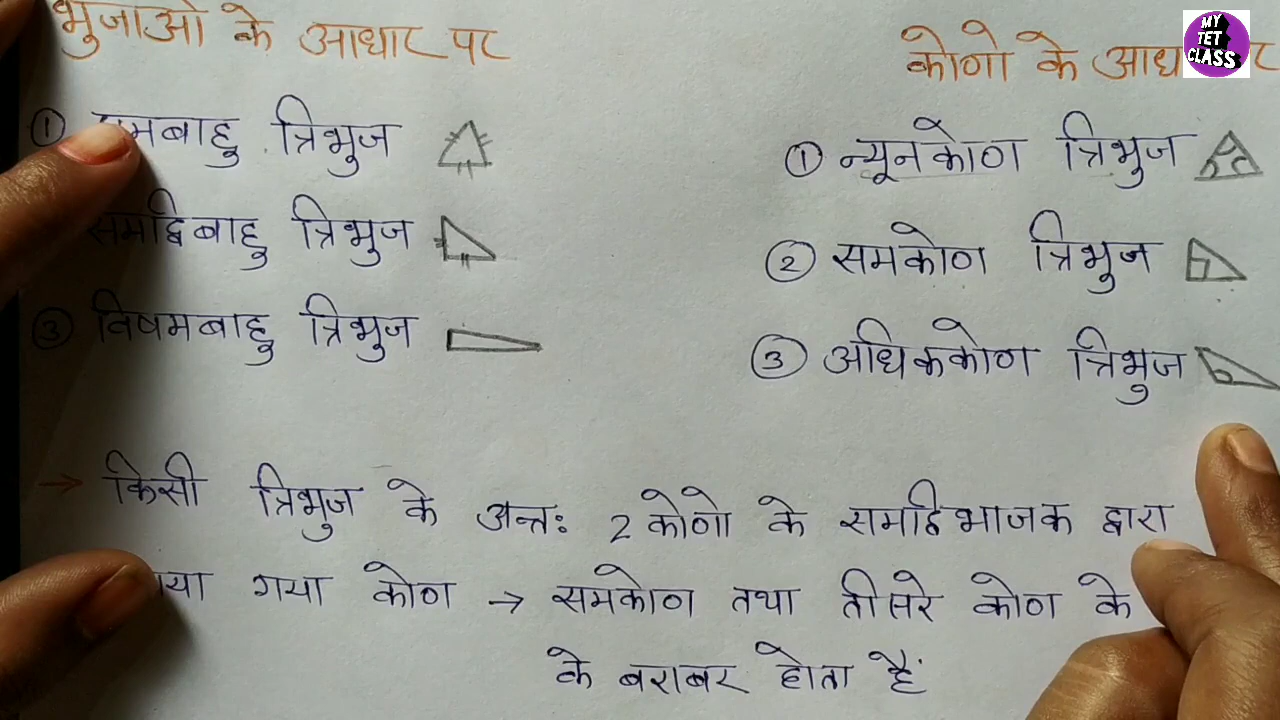 भुजाओ के आधार पर
① समबाहु त्रिभुज
समद्विबाहु त्रिभुज
③ विषमबाहु त्रिभुज
MY
TET
CLASS
कोणो के आधार
① न्यूनकोण त्रिभुज
② समकोण त्रिभुज
③ अधिककोण त्रिभुज
→ किसी त्रिभुज के अन्तः 2 कोणो के समद्विभाजक द्वारा
गया कोण → समकोण तथा तीसरे कोण के
के बराबर होता हैं